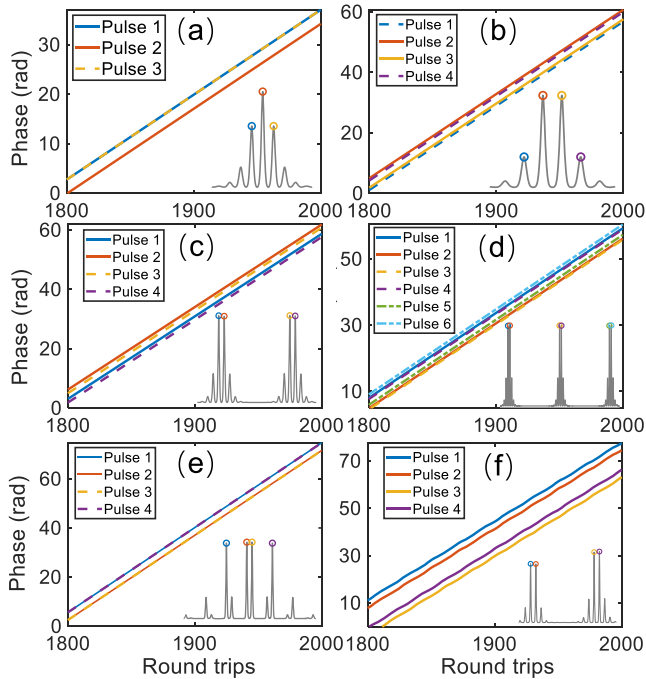 (a)
Pulse 1
Pulse 2
Pulse 3
Phase (rad)
30
20
10
0
1800
1900
2000
(b)
Pulse 1
Pulse 2
Pulse 3
Pulse 4
60
40
20
0
1800
1900
2000
(c)
Pulse 1
Pulse 2
Pulse 3
Pulse 4
Phase (rad)
60
40
20
0
1800
1900
2000
(d)
Pulse 1
Pulse 2
Pulse 3
Pulse 4
Pulse 5
Pulse 6
50
30
10
1800
1900
2000
(e)
Pulse 1
Pulse 2
Pulse 3
Pulse 4
Phase (rad)
71
48
24
0
1800
1900
2000
Round trips
(f)
Pulse 1
Pulse 2
Pulse 3
Pulse 4
70
50
30
10
1800
1900
2000
Round trips